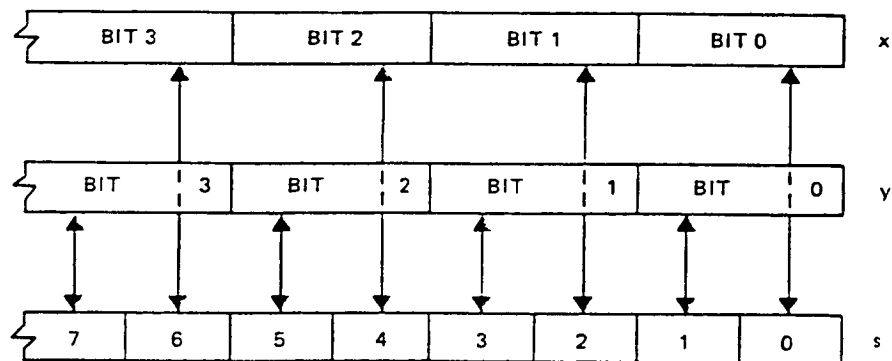 BIT 3 BIT 2 BIT 1 BIT 0 x
BIT 3 BIT 2 BIT 1 BIT 0 y
7 6 5 4 3 2 1 0 s